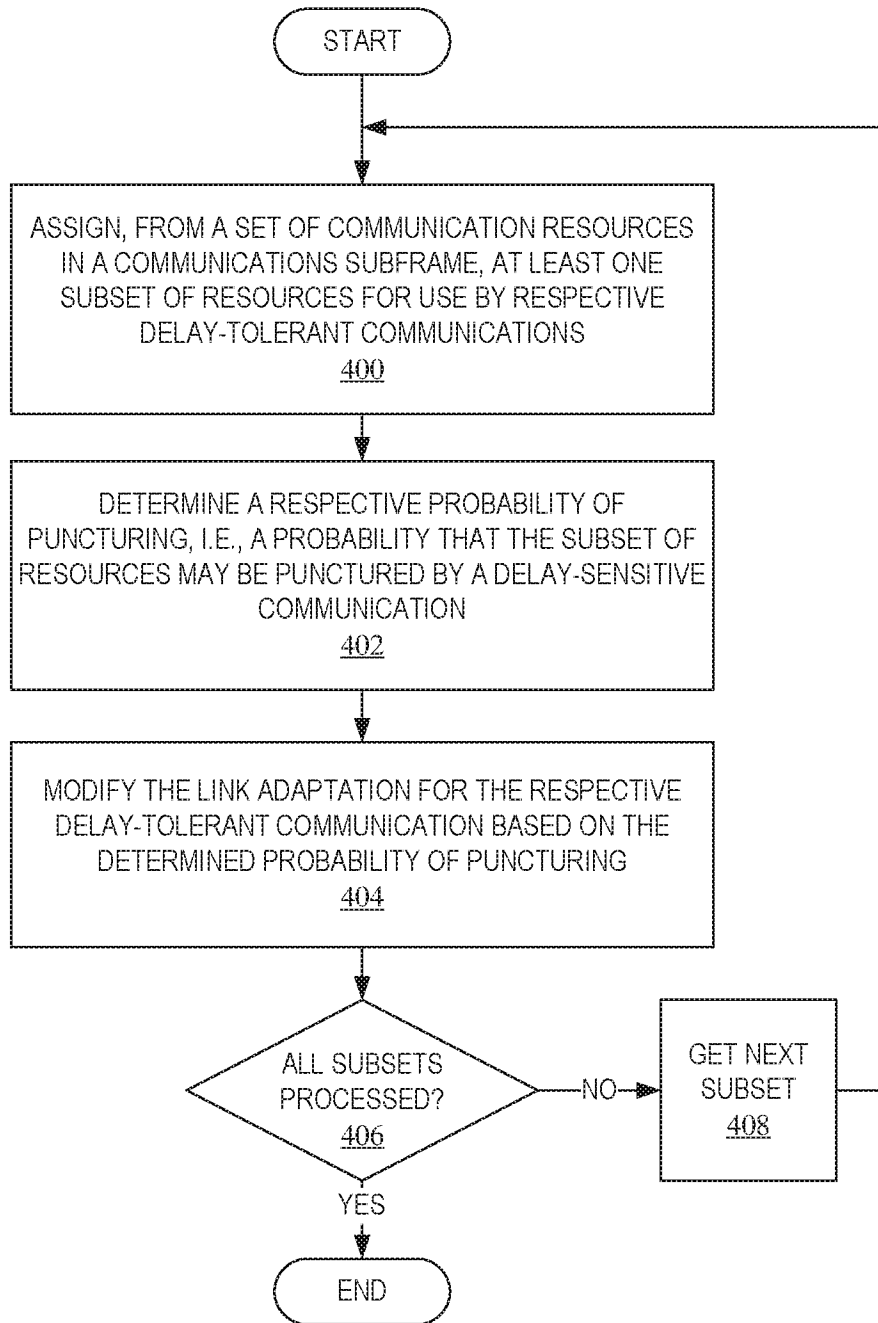 START
ASSIGN, FROM A SET OF COMMUNICATION RESOURCES
IN A COMMUNICATIONS SUBFRAME, AT LEAST ONE
SUBSET OF RESOURCES FOR USE BY RESPECTIVE
DELAY-TOLERANT COMMUNICATIONS
400
DETERMINE A RESPECTIVE PROBABILITY OF
PUNCTURING, I.E., A PROBABILITY THAT THE SUBSET OF
RESOURCES MAY BE PUNCTURED BY A DELAY-SENSITIVE
COMMUNICATION
402
MODIFY THE LINK ADAPTATION FOR THE RESPECTIVE
DELAY-TOLERANT COMMUNICATION BASED ON THE
DETERMINED PROBABILITY OF PUNCTURING
404
ALL SUBSETS
PROCESSED?
406
NO
GET NEXT
SUBSET
408
YES
END